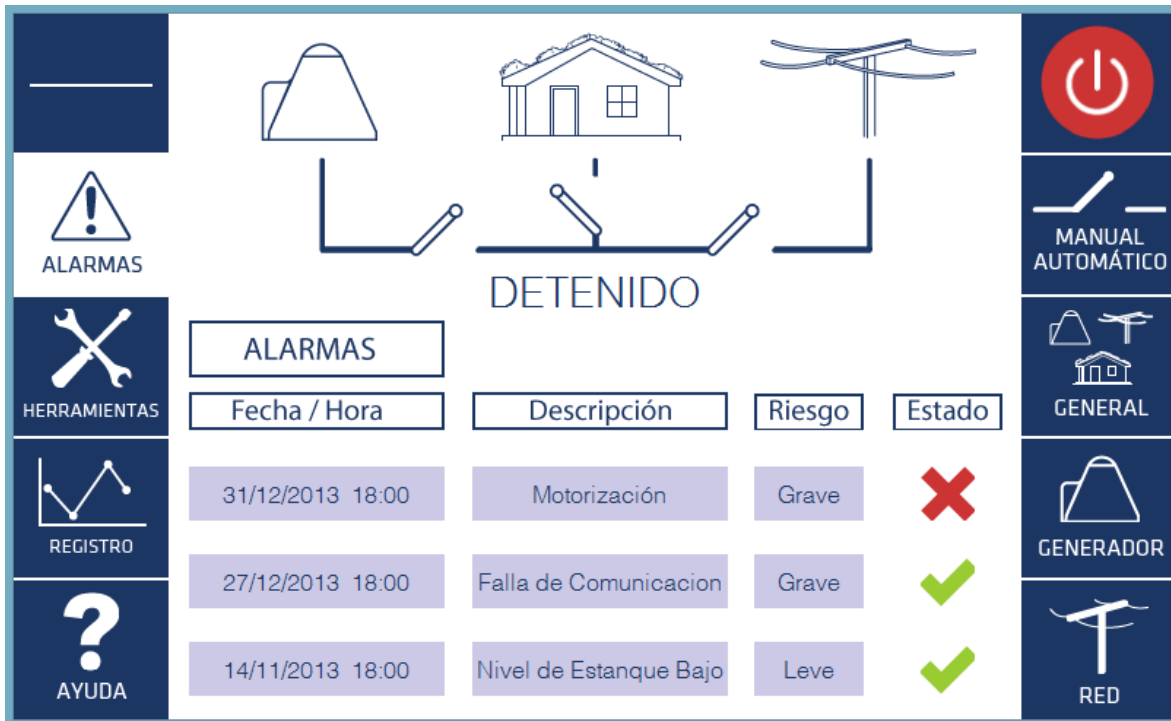 ALARMAS
HERRAMIENTAS
REGISTRO
AYUDA
DETENIDO
ALARMAS
Fecha / Hora Descripción Riesgo Estado
31/12/2013 18:00 Motorización Grave
27/12/2013 18:00 Falla de Comunicacion Grave
14/11/2013 18:00 Nivel de Estanque Bajo Leve
MANUAL
AUTOMÁTICO
GENERAL
GENERADOR
RED